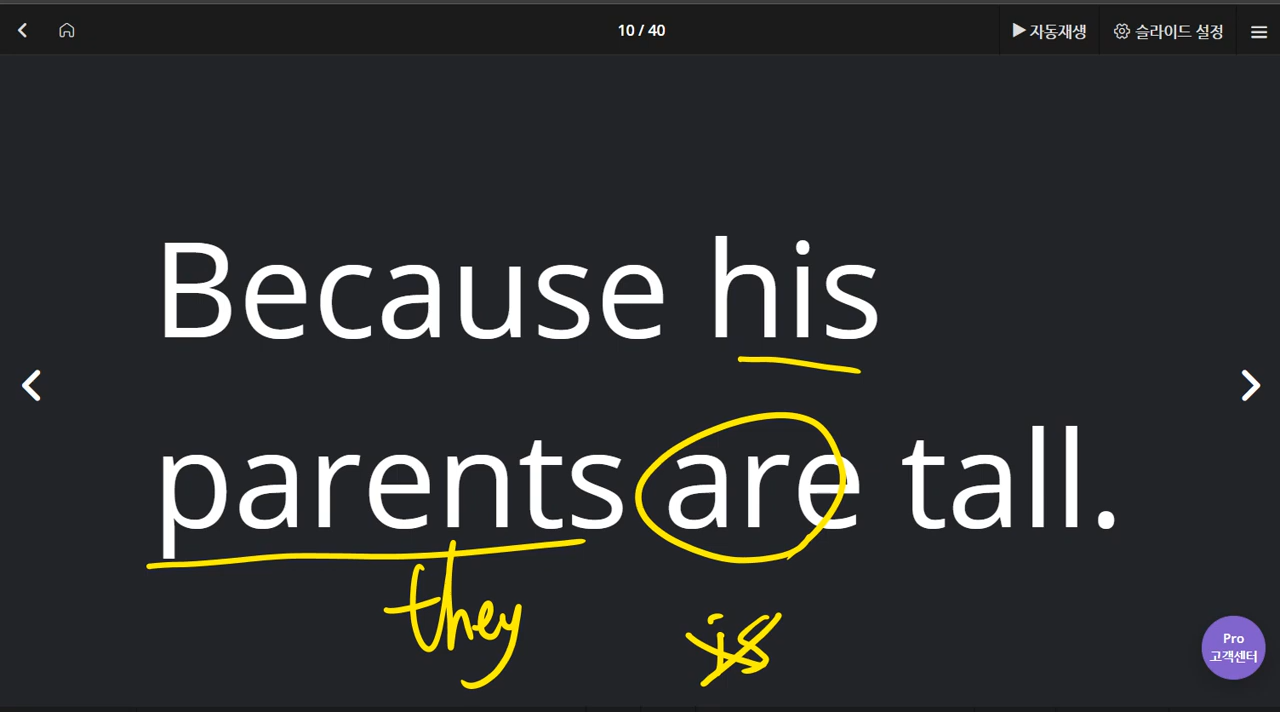 10 / 40
▶ 자동재생
슬라이드 설정
Because his
parents are tall.
they
is
Pro
고객센터